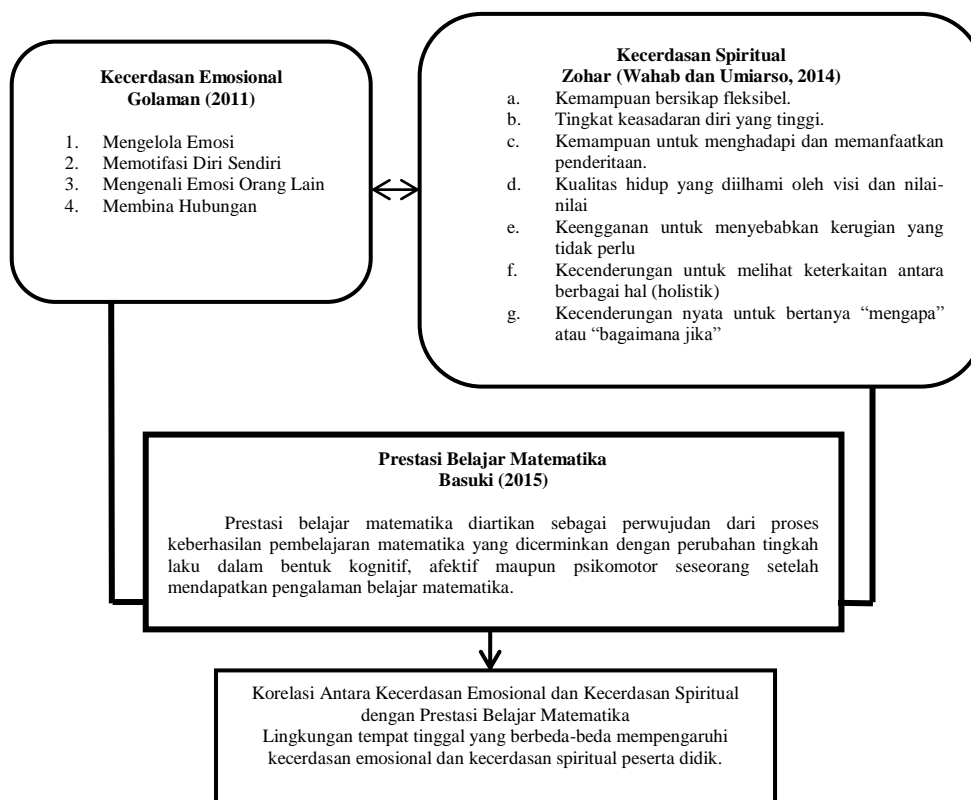 Kecerdasan Emosional
Golaman (2011)
1. Mengelola Emosi
2. Memotifasi Diri Sendiri
3. Mengenali Emosi Orang Lain
4. Membina Hubungan
Kecerdasan Spiritual
Zohar (Wahab dan Umiarso, 2014)
a. Kemampuan bersikap fleksibel.
b. Tingkat keasadaran diri yang tinggi.
c. Kemampuan untuk menghadapi dan memanfaatkan
penderitaan.
d. Kualitas hidup yang diilhami oleh visi dan nilai-
nilai
e. Keengganan untuk menyebabkan kerugian yang
tidak perlu
f. Kecenderungan untuk melihat keterkaitan antara
berbagai hal (holistik)
g. Kecenderungan nyata untuk bertanya “mengapa”
atau “bagaimana jika”
Prestasi Belajar Matematika
Basuki (2015)
Prestasi belajar matematika diartikan sebagai perwujudan dari proses
keberhasilan pembelajaran matematika yang dicerminkan dengan perubahan tingkah
laku dalam bentuk kognitif, afektif maupun psikomotor seseorang setelah
mendapatkan pengalaman belajar matematika.
Korelasi Antara Kecerdasan Emosional dan Kecerdasan Spiritual
dengan Prestasi Belajar Matematika
Lingkungan tempat tinggal yang berbeda-beda mempengaruhi
kecerdasan emosional dan kecerdasan spiritual peserta didik.